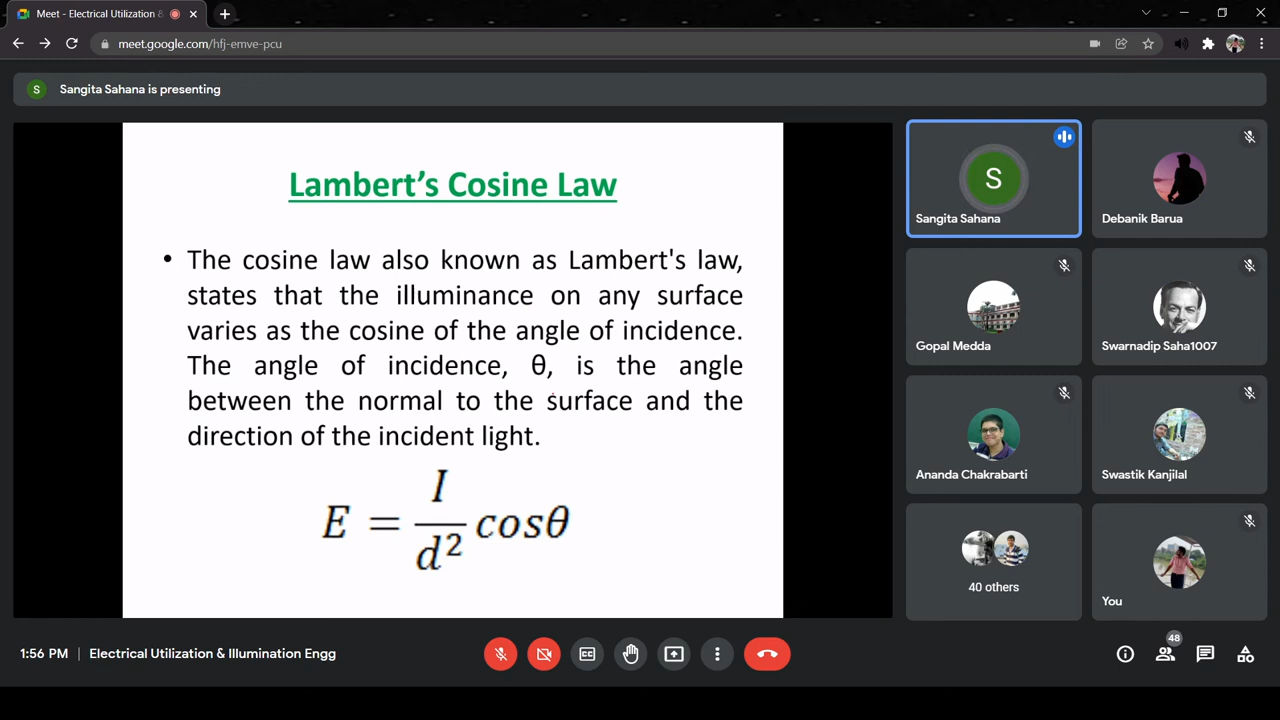 Meet - Electrical Utilization &
meet.google.com/hfj-emve-pcu
S
Sangita Sahana is presenting
Lambert’s Cosine Law
• The cosine law also known as Lambert's law,
states that the illuminance on any surface
varies as the cosine of the angle of incidence.
The angle of incidence, θ, is the angle
between the normal to the surface and the
direction of the incident light.
E = I/d² cosθ
S
Sangita Sahana
Debanik Barua
Gopal Medda
Swarnadip Saha1007
Ananda Chakrabarti
Swastik Kanjilal
40 others
You
1:56 PM | Electrical Utilization & Illumination Engg
48